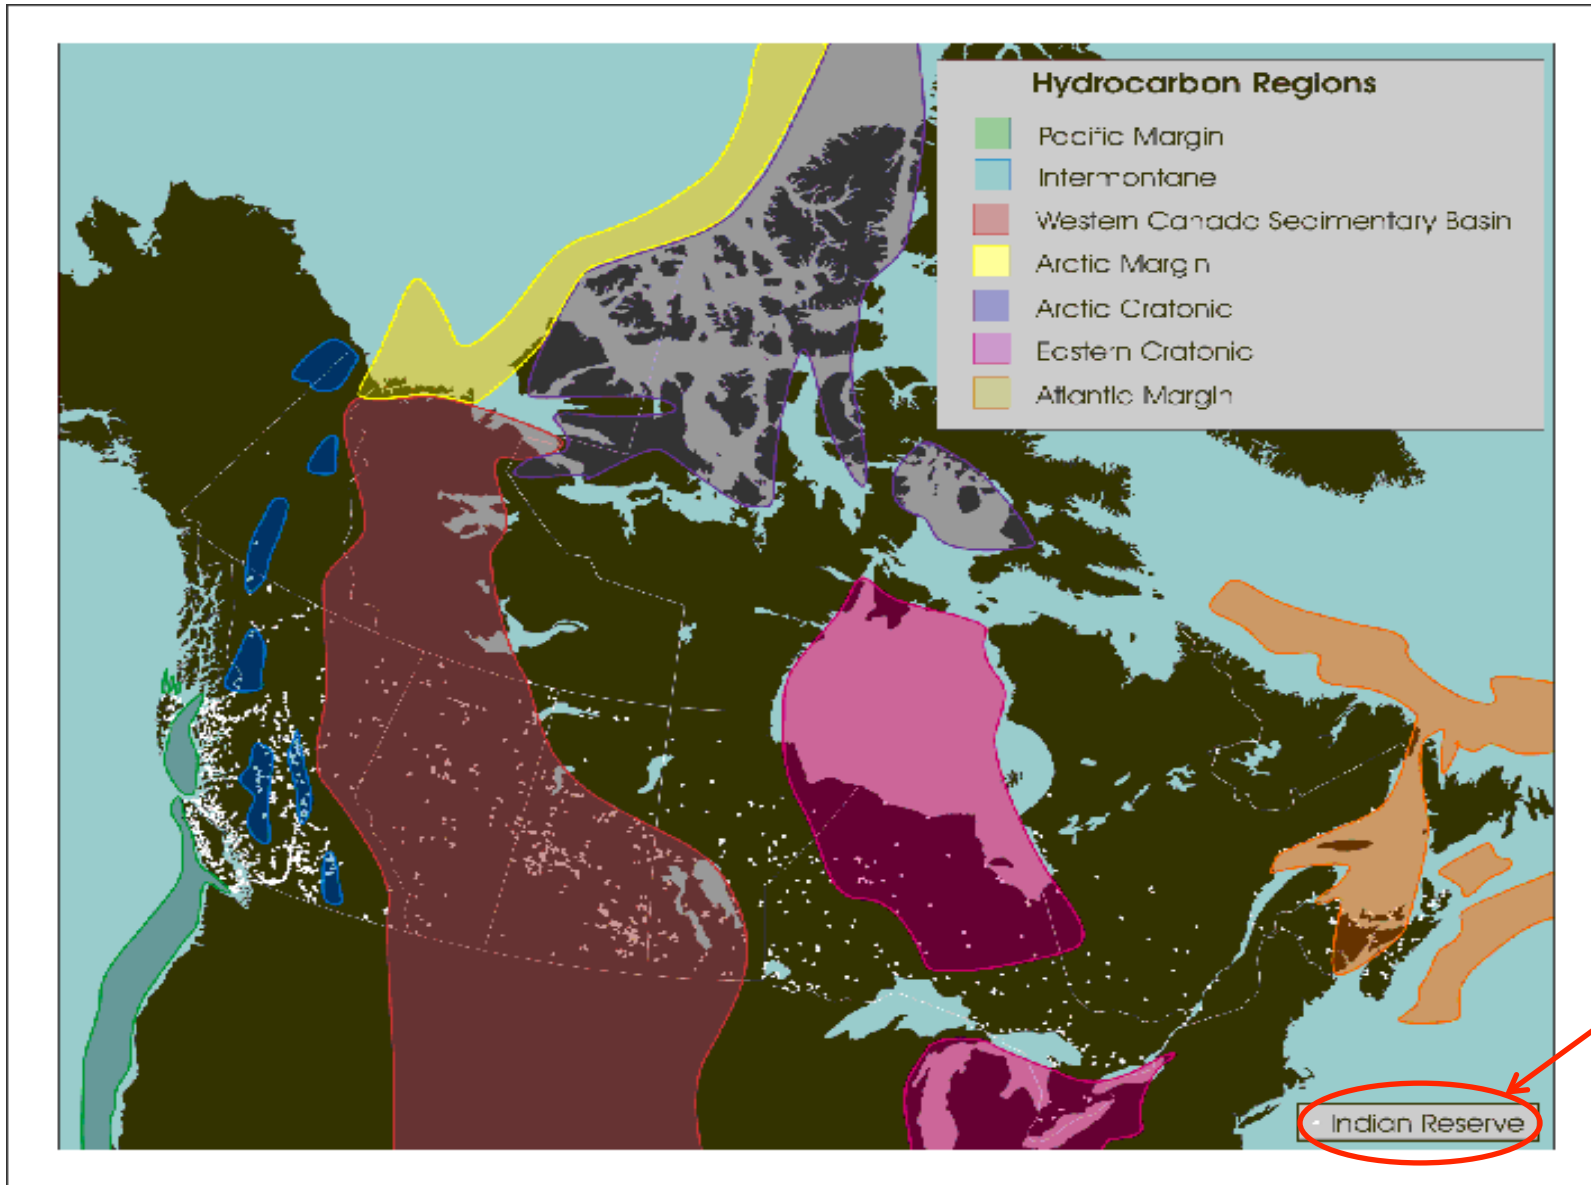 Hydrocarbon Regions
Pacific Margin
Intermontane
Western Canada Sedimentary Basin
Arctic Margin
Arctic Cratonic
Eastern Cratonic
Atlantic Margin
Indian Reserve